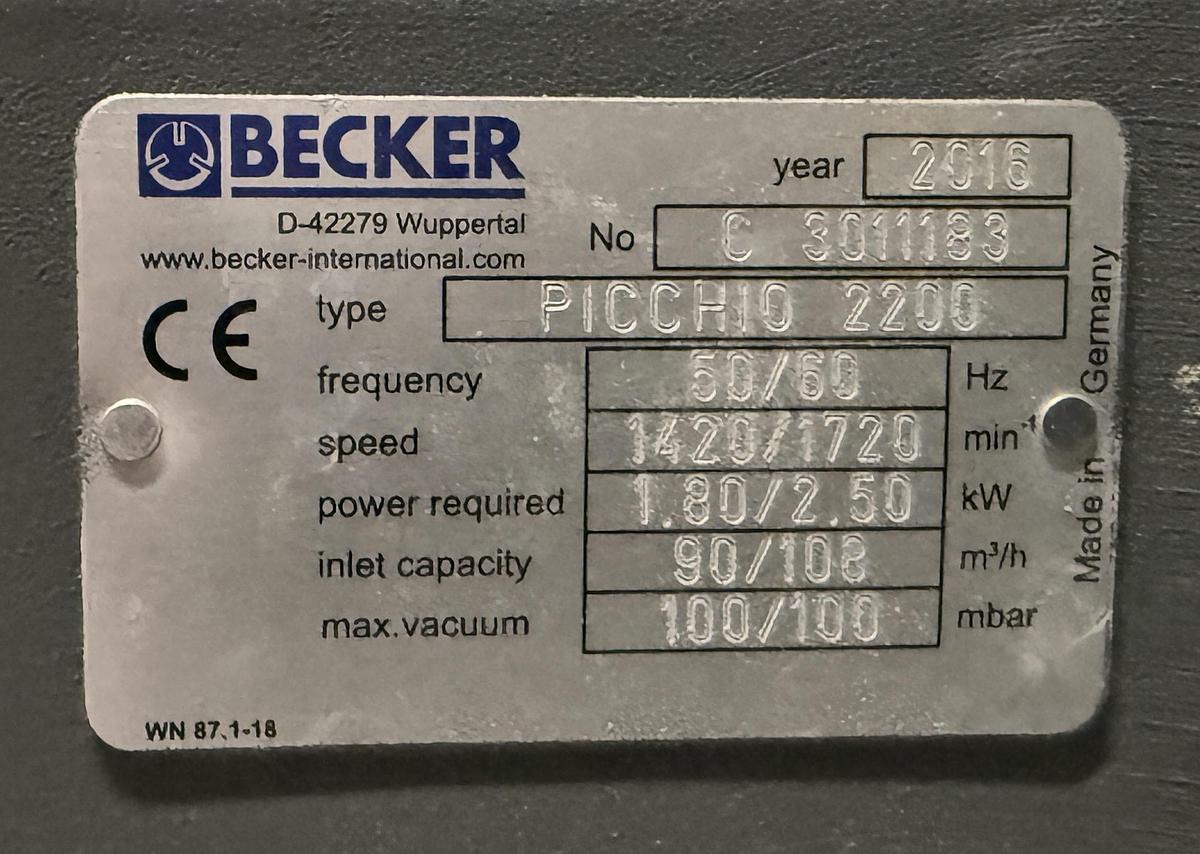 BECKER
D-42279 Wuppertal
www.becker-international.com
year 2016
No C 3011183
CE
type PICCHIO 2200
frequency 50/60 Hz
speed 1420/1720 min⁻¹
power required 1.80/2.50 kW
inlet capacity 90/108 m³/h
max.vacuum 100/100 mbar
Made in Germany
WN 87.1-18